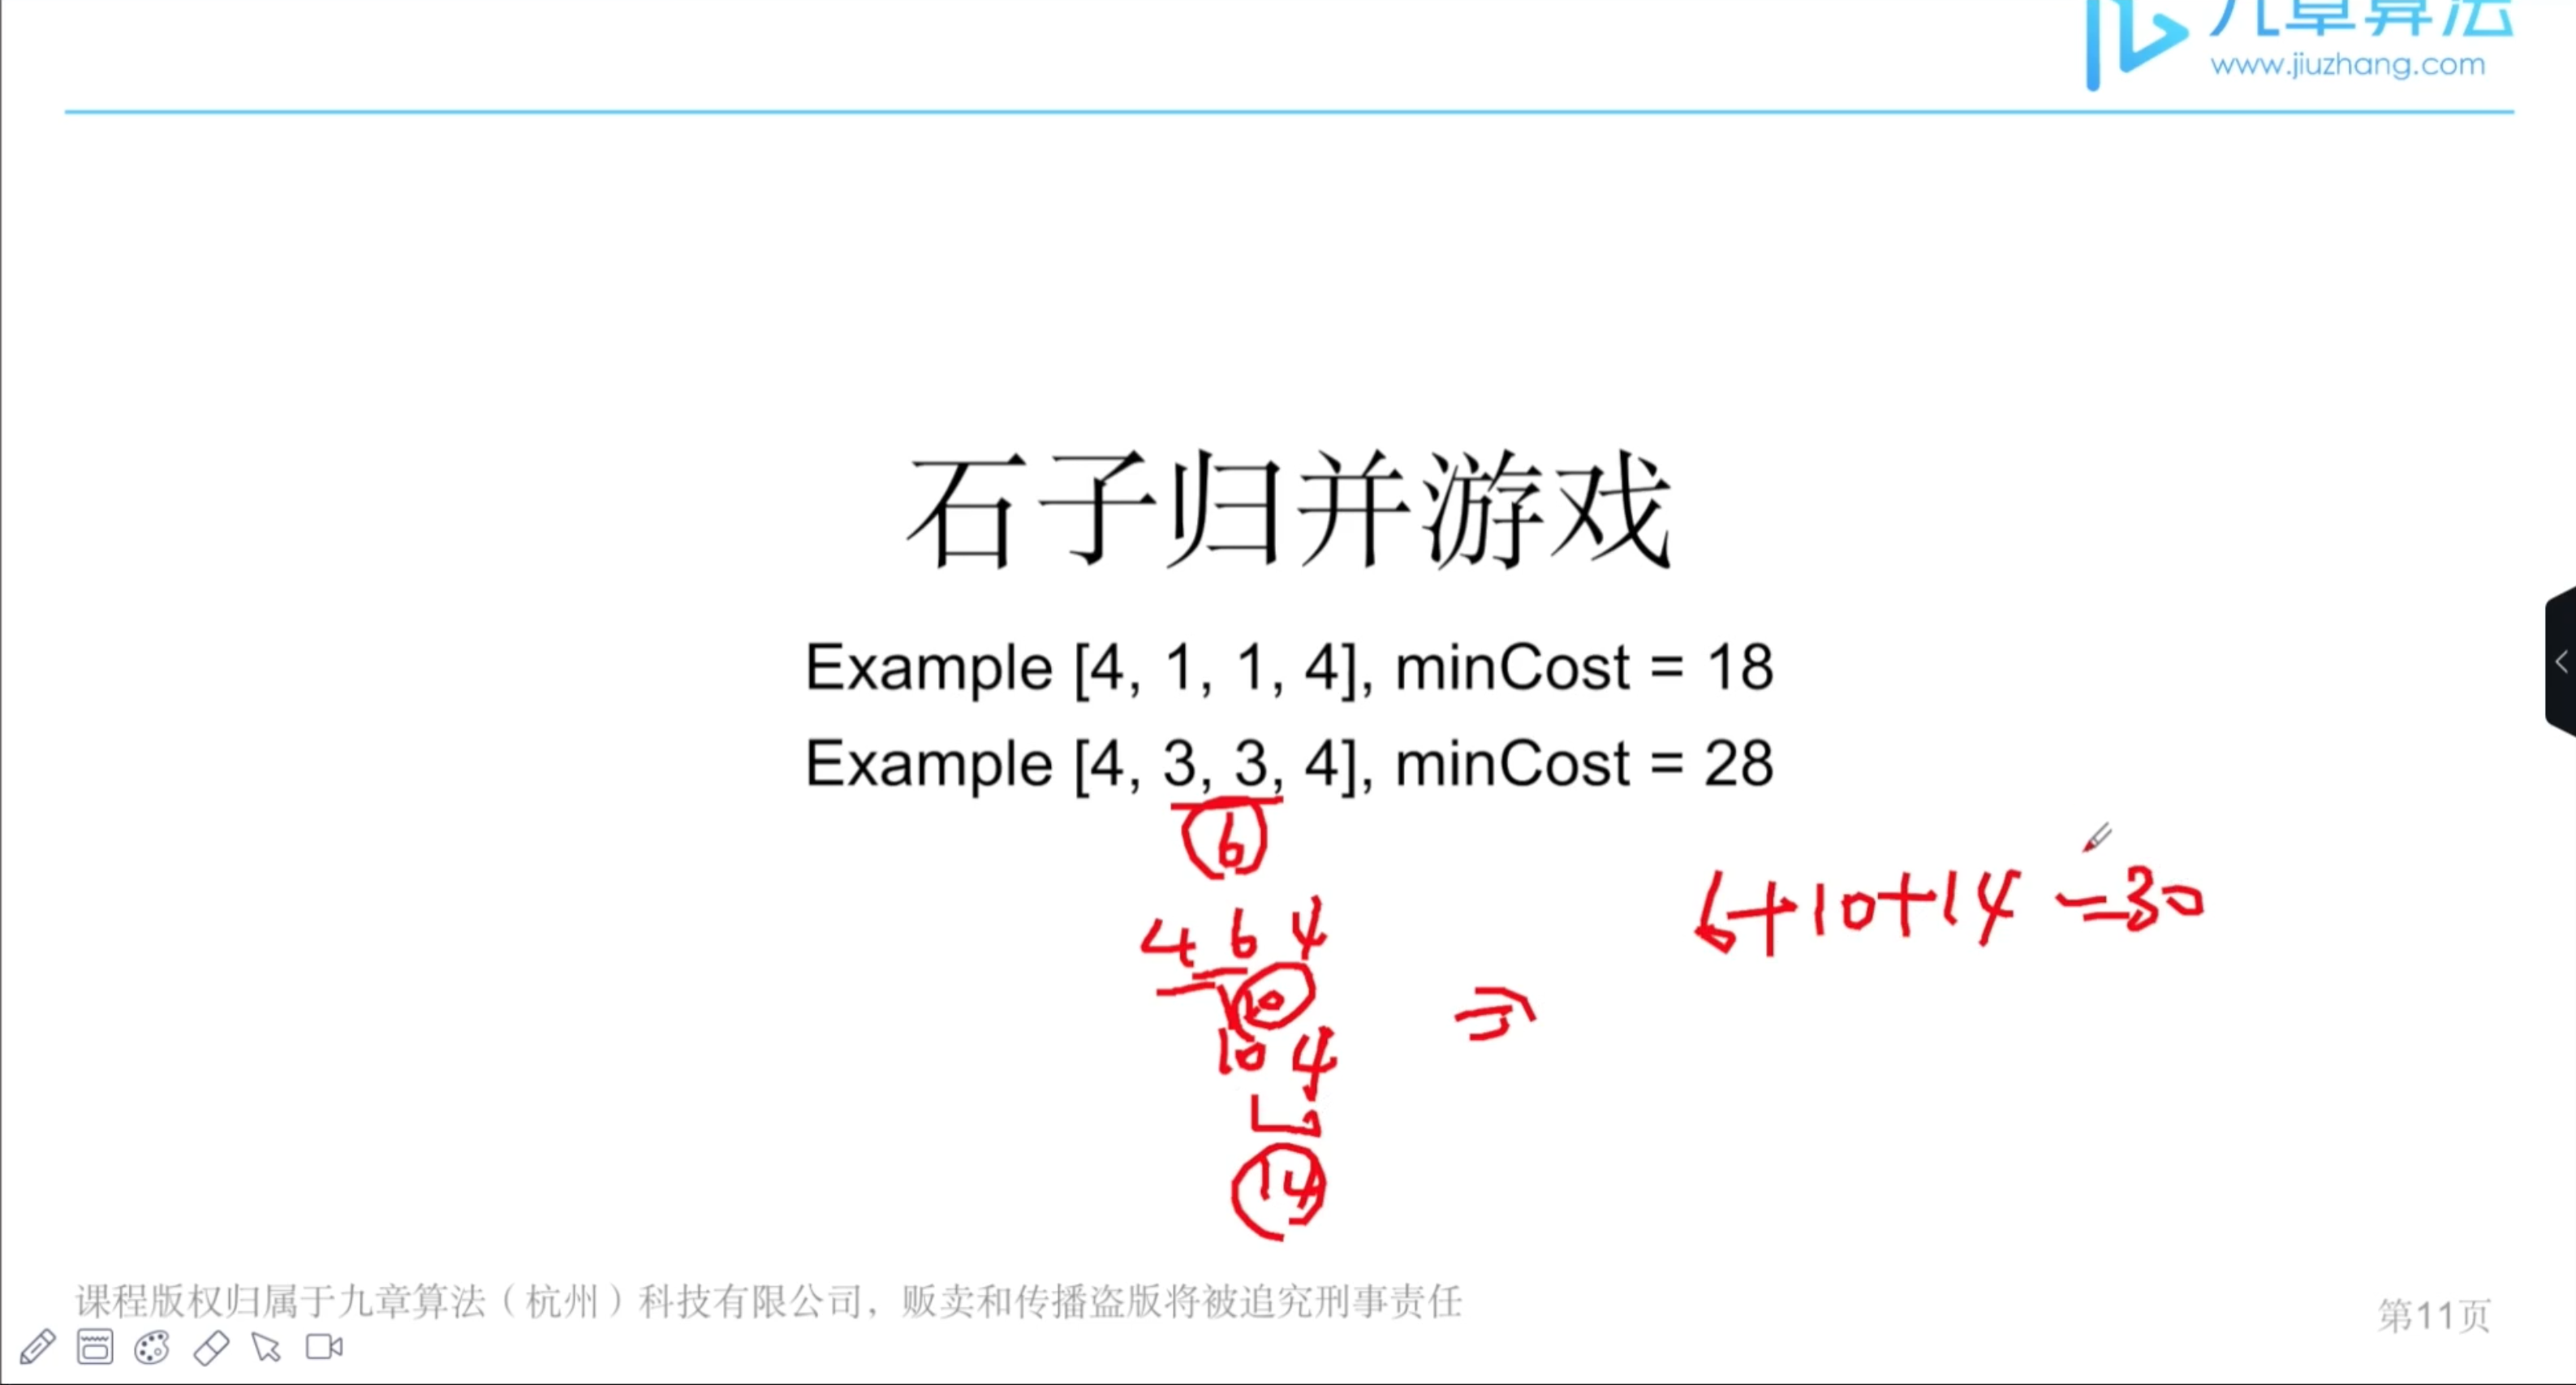 九章算法
www.jiuzhang.com
石子归并游戏
Example [4, 1, 1, 4], minCost = 18
Example [4, 3, 3, 4], minCost = 28
6
6+10+14=30
4 6 4
10
10 4
14
课程版权归属于九章算法（杭州）科技有限公司，贩卖和传播盗版将被追究刑事责任
第11页